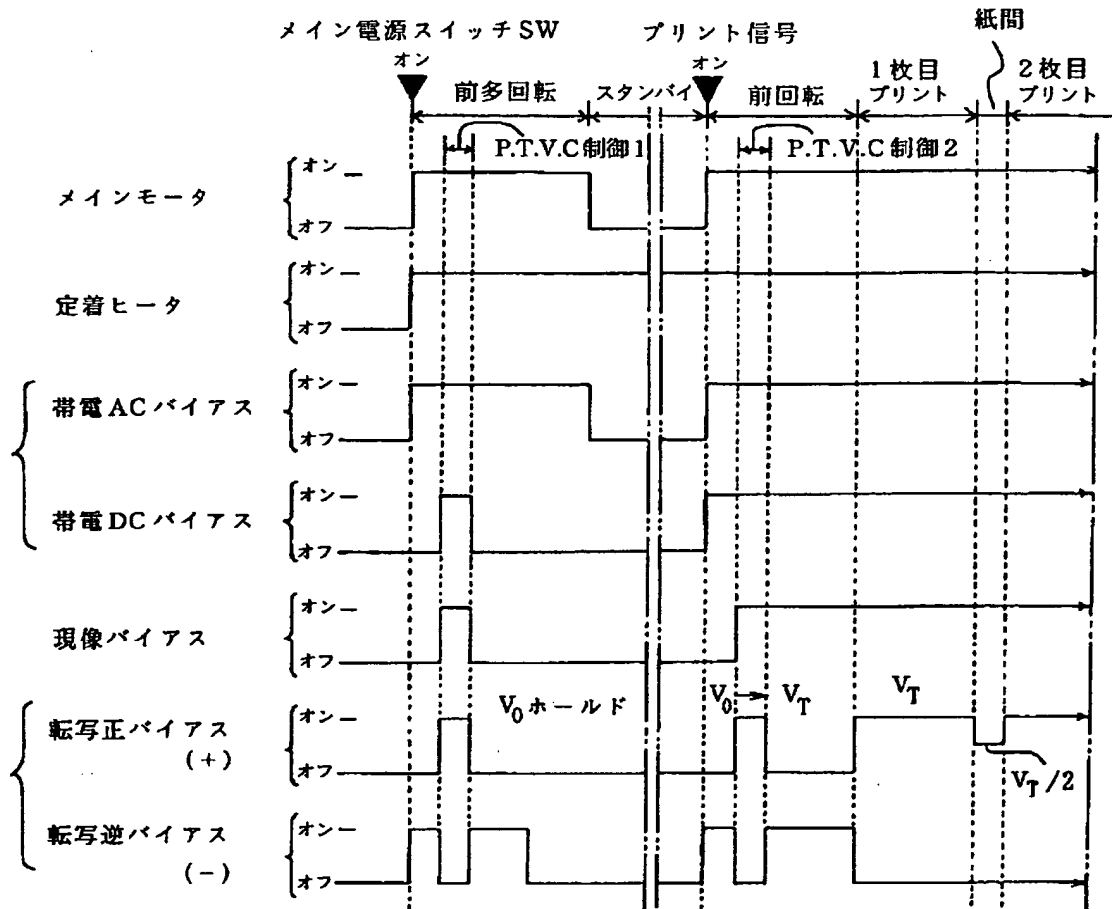 メイン電源スイッチSW
プリント信号
紙間
オン
オン
1枚目
プリント
2枚目
プリント
前多回転
スタンバイ
前回転
P.T.V.C制御1
P.T.V.C制御2
メインモータ
オン
オフ
定着ヒータ
オン
オフ
帯電ACバイアス
オン
オフ
帯電DCバイアス
オン
オフ
現像バイアス
オン
オフ
転写正バイアス
(+)
オン
オフ
V0ホールド
V0
VT
VT
VT/2
転写逆バイアス
(-)
オン
オフ